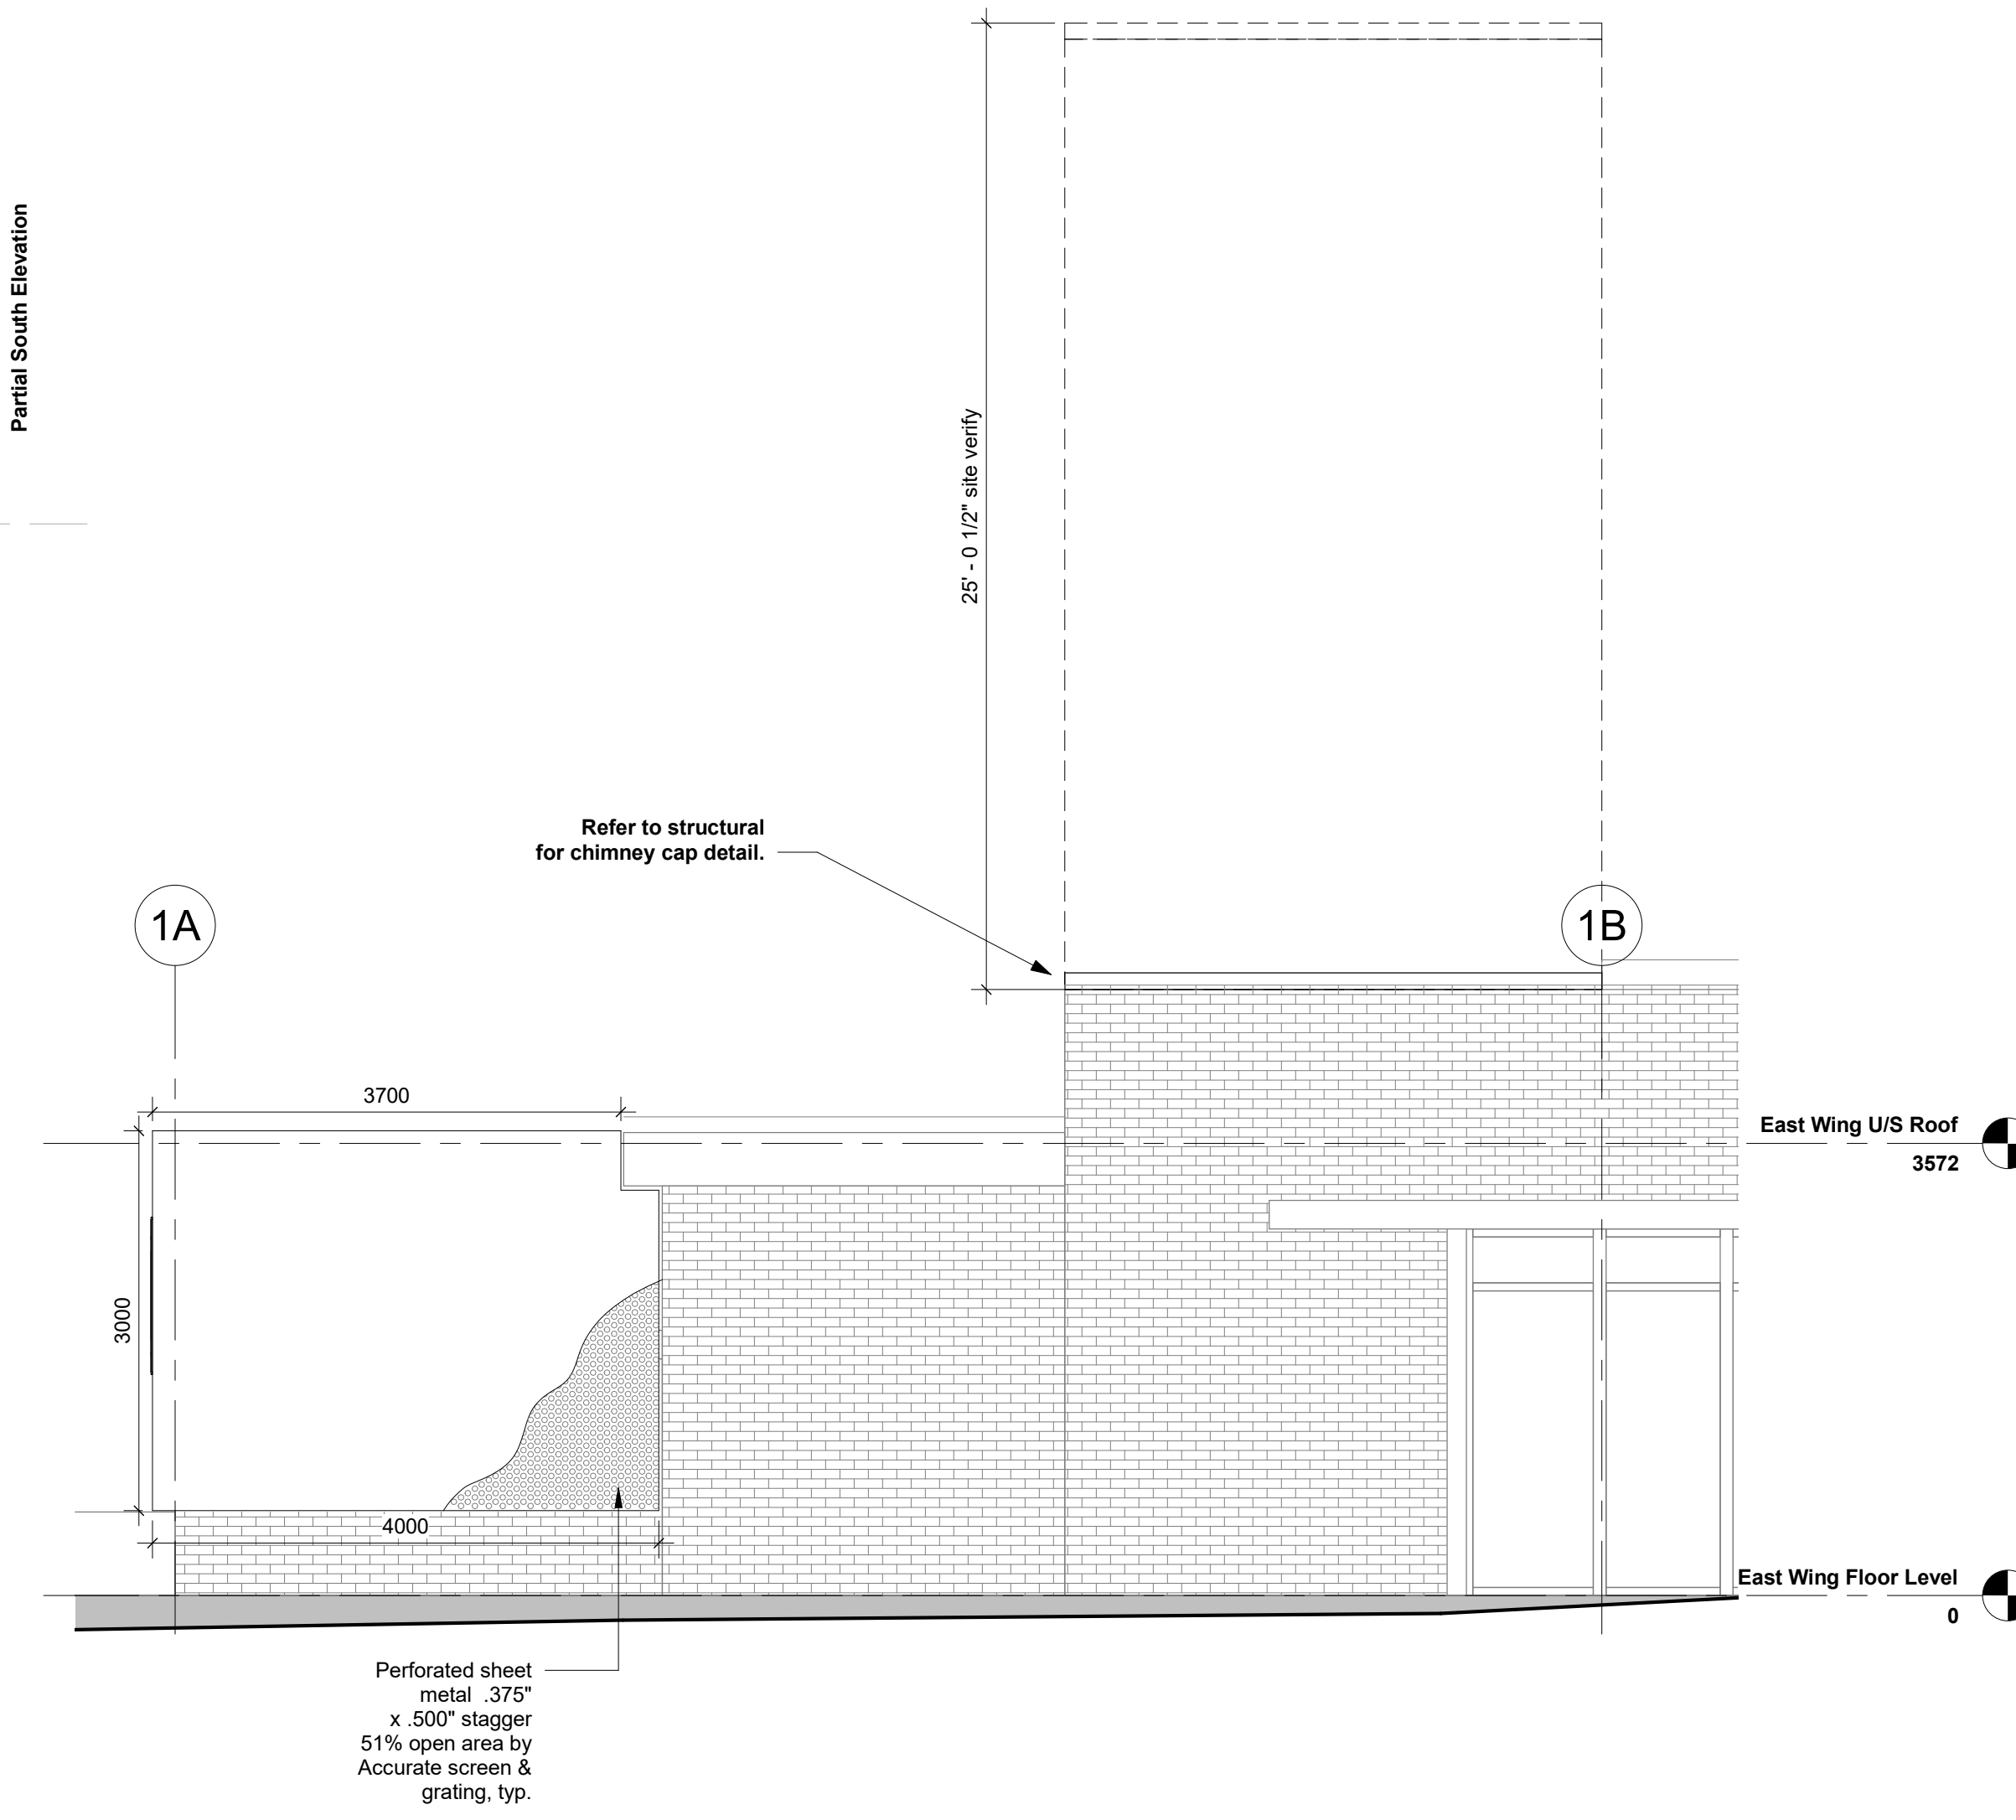 Partial South Elevation
25' - 0 1/2" site verify
Refer to structural
for chimney cap detail.
1A
1B
3700
East Wing U/S Roof
3572
3000
4000
East Wing Floor Level
0
Perforated sheet
metal .375"
x .500" stagger
51% open area by
Accurate screen &
grating, typ.